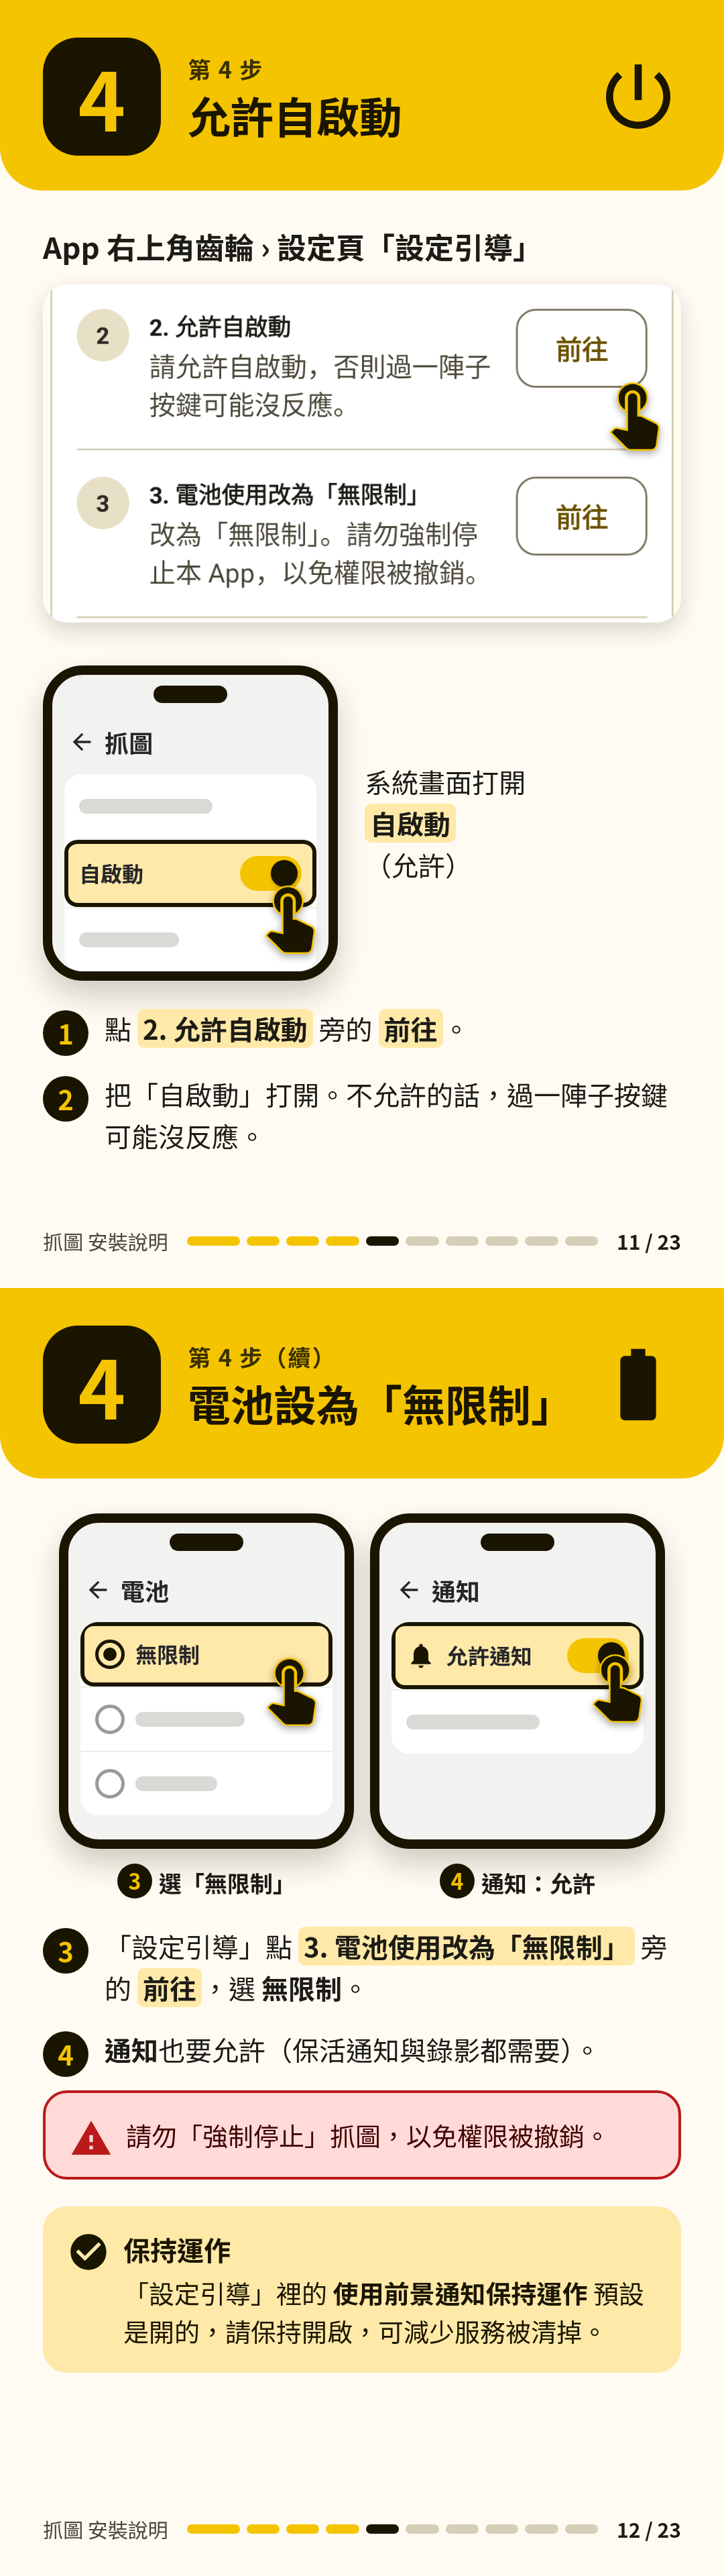 4
第 4 步
允許自啟動
App 右上角齒輪 › 設定頁「設定引導」
2
2. 允許自啟動
請允許自啟動，否則過一陣子
按鍵可能沒反應。
前往
3
3. 電池使用改為「無限制」
改為「無限制」。請勿強制停
止本 App，以免權限被撤銷。
前往
抓圖
自啟動
系統畫面打開
自啟動
（允許）
1 點 2. 允許自啟動 旁的 前往 。
2 把「自啟動」打開。不允許的話，過一陣子按鍵
可能沒反應。
抓圖 安裝說明
11 / 23
4
第 4 步（續）
電池設為「無限制」
電池
無限制
通知
允許通知
3 選「無限制」
4 通知：允許
3 「設定引導」點 3. 電池使用改為「無限制」 旁
的 前往 ，選 無限制。
4 通知也要允許（保活通知與錄影都需要）。
請勿「強制停止」抓圖，以免權限被撤銷。
保持運作
「設定引導」裡的 使用前景通知保持運作 預設
是開的，請保持開啟，可減少服務被清掉。
抓圖 安裝說明
12 / 23